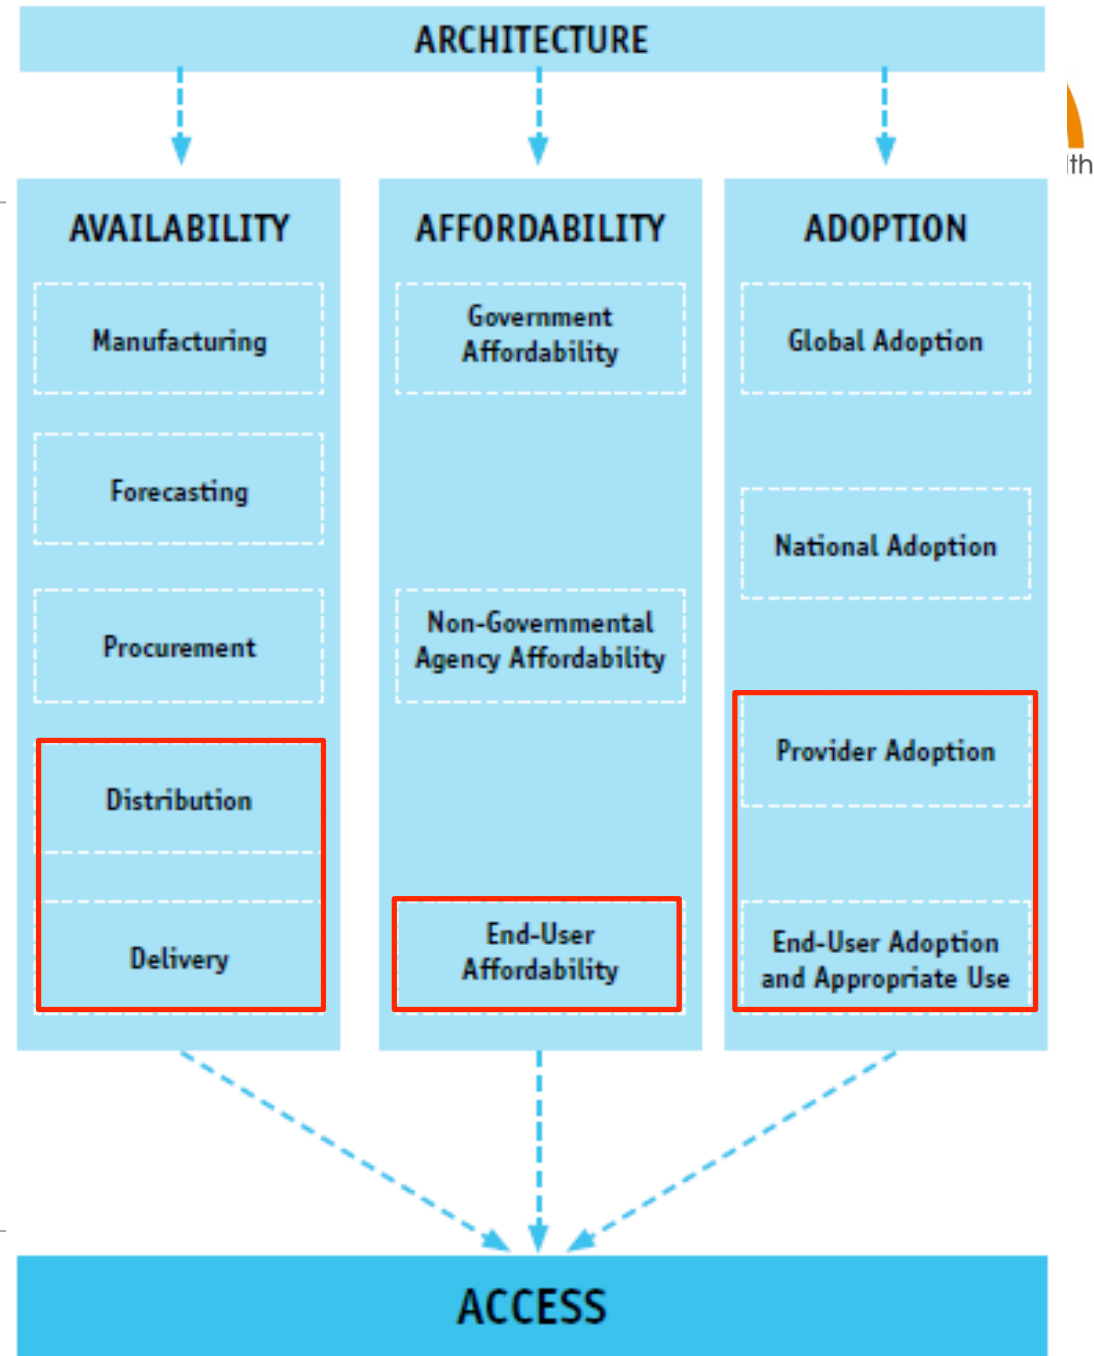 ARCHITECTURE
lth
AVAILABILITY
Manufacturing
Forecasting
Procurement
Distribution
Delivery
AFFORDABILITY
Government
Affordability
Non-Governmental
Agency Affordability
End-User
Affordability
ADOPTION
Global Adoption
National Adoption
Provider Adoption
End-User Adoption
and Appropriate Use
ACCESS